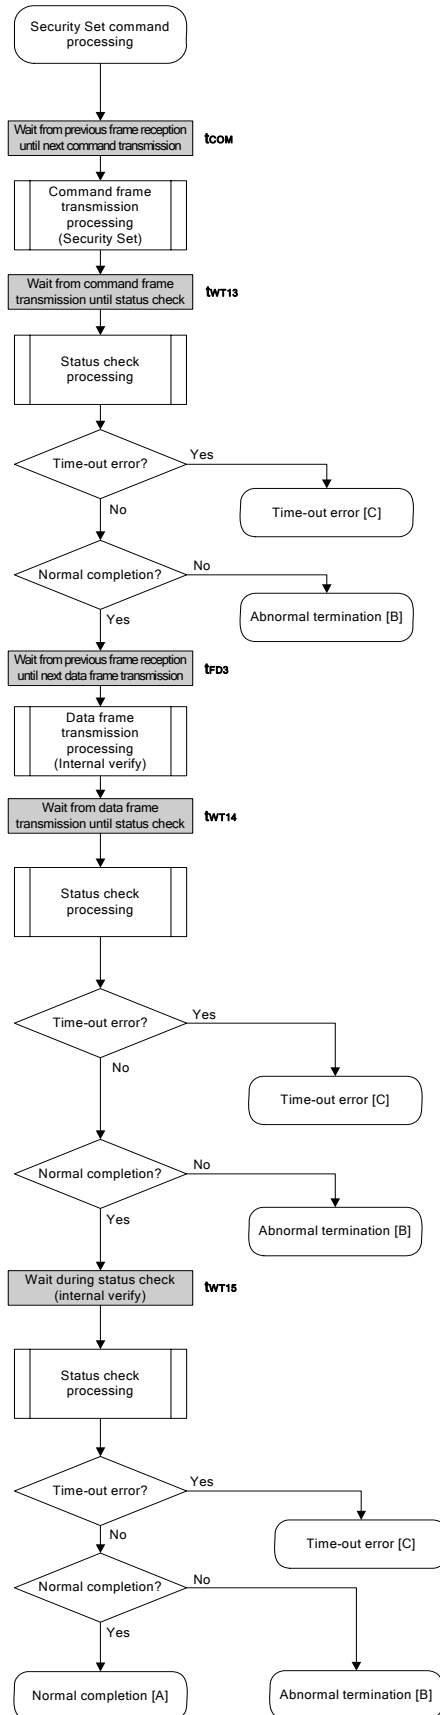 Security Set command
processing
Wait from previous frame reception
until next command transmission
tCOM
Command frame
transmission
processing
(Security Set)
Wait from command frame
transmission until status check
tWT13
Status check
processing
Time-out error?
Yes
No
Time-out error [C]
Normal completion?
No
Yes
Abnormal termination [B]
Wait from previous frame reception
until next data frame transmission
tFD3
Data frame
transmission
processing
(Internal verify)
Wait from data frame
transmission until status check
tWT14
Status check
processing
Time-out error?
Yes
No
Time-out error [C]
Normal completion?
No
Yes
Abnormal termination [B]
Wait during status check
(internal verify)
tWT15
Status check
processing
Time-out error?
Yes
No
Time-out error [C]
Normal completion?
No
Yes
Normal completion [A]
Abnormal termination [B]